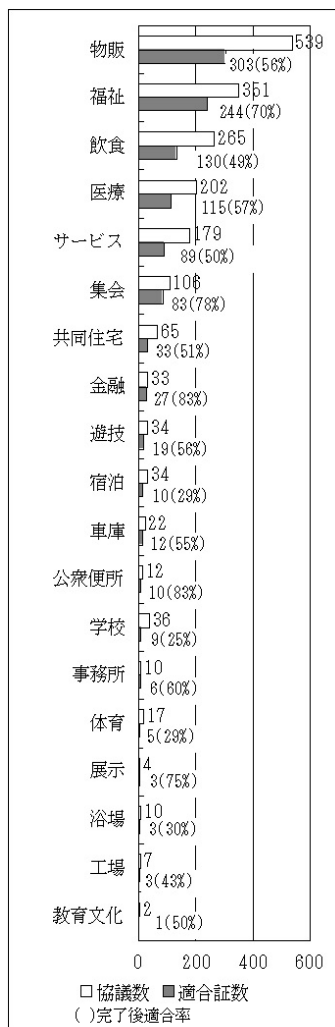 物販 539
303(56%)
福祉 351
244(70%)
飲食 265
130(49%)
医療 202
115(57%)
サービス 179
89(50%)
集会 106
83(78%)
共同住宅 65
33(51%)
金融 33
27(83%)
遊技 34
19(56%)
宿泊 34
10(29%)
車庫 22
12(55%)
公衆便所 12
10(83%)
学校 36
9(25%)
事務所 10
6(60%)
体育 17
5(29%)
展示 4
3(75%)
浴場 10
3(30%)
工場 7
3(43%)
教育文化 2
1(50%)
0 200 400 600
□協議数 ■適合証数
( )完了後適合率